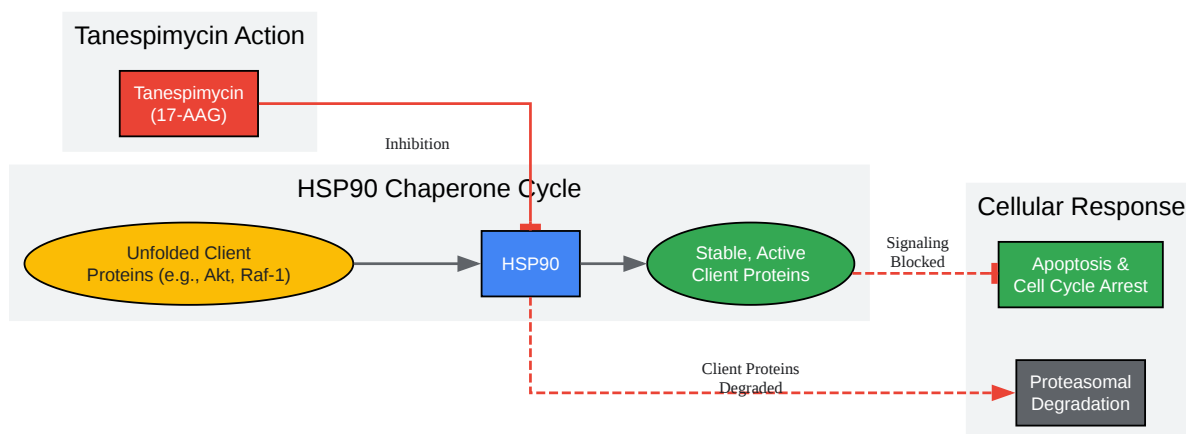 Tanespimycin Action
Tanespimycin
(17-AAG)
Inhibition
HSP90 Chaperone Cycle
Unfolded Client
Proteins (e.g., Akt, Raf-1)
HSP90
Stable, Active
Client Proteins
Signaling
Blocked
Cellular Response
Apoptosis &
Cell Cycle Arrest
Client Proteins
Degraded
Proteasomal
Degradation